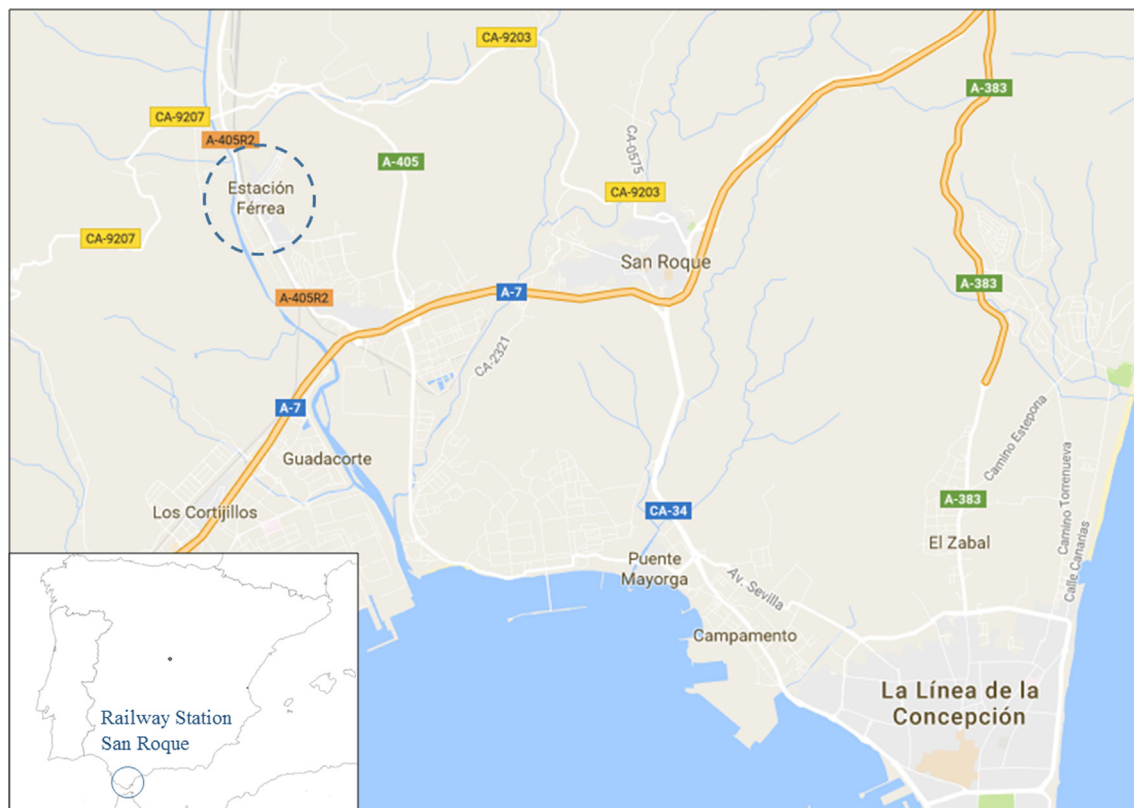 CA-9203
A-383
CA-9207
A-405R2
CA-0575
A-405
Estación
Férrea
CA-9203
CA-9207
San Roque
A-383
A-405R2
A-7
CA-2321
A-7
Camino Estepona
Guadacorte
Los Cortijillos
CA-34
A-383
Camino Torrenueva
Calle Canarias
El Zabal
Puente
Mayorga
Av. Sevilla
Campamento
La Línea de la
Concepción
Railway Station
San Roque